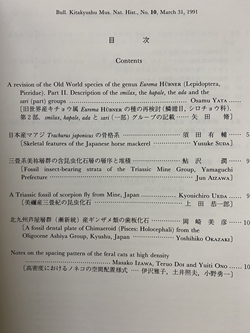 Bull. Kitakyushu Mus. Nat. Hist., No. 10, March 31, 1991
目 次
Contents
A revision of the Old World species of the genus Eurema HÜBNER (Lepidoptera,
Pieridae). Part II. Description of the smilax, the hapale, the ada and the
sari (part) groups Osamu YATA
[旧世界産キチョウ属 Eurema HÜBNER の種の再検討 (鱗翅目, シロチョウ科).
第2部. smilax, hapale, ada と sari (一部) グループの記載 矢田 脩]
日本産マアジ Trachurus japonicus の骨格系 須田有輔 5
[Skeletal features of the Japanese horse mackerel Yusuke SUDA]
三畳系美祢層群の含昆虫化石層の層序と堆積 鮎沢 潤 9
[Fossil insect-bearing strata of the Triassic Mine Group, Yamaguchi
Prefecture Jun AIZAWA]
A Triassic fossil of scorpion fly from Mine, Japan Kyoichiro UEDA 9
[美祢産三畳紀の昆虫化石 上田恭一郎]
北九州芦屋層群 (漸新統) 産ギンザメ類の歯板化石 岡崎美彦 10
[A fossil dental plate of Chimaeroid (Pisces: Holocephali) from the
Oligocene Ashiya Group, Kyushu, Japan Yoshihiko OKAZAKI]
Notes on the spacing pattern of the feral cats at high density
Masako IZAWA, Teruo DOI and Yuiti ONO 10
[高密度におけるノネコの空間配置様式 伊沢雅子, 土肥昭夫, 小野勇一]